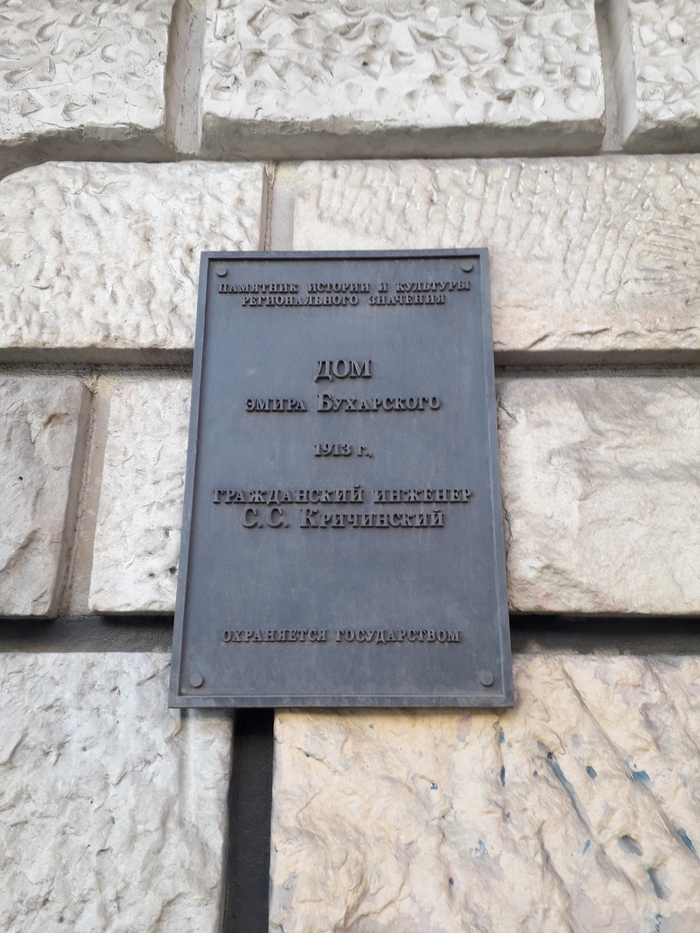 ПАМЯТНИК ИСТОРИИ И КУЛЬТУРЫ
РЕГИОНАЛЬНОГО ЗНАЧЕНИЯ
ДОМ
ЭМИРА БУХАРСКОГО
1913 г.,
ГРАЖДАНСКИЙ ИНЖЕНЕР
С.С. КРИЧИНСКИЙ
ОХРАНЯЕТСЯ ГОСУДАРСТВОМ